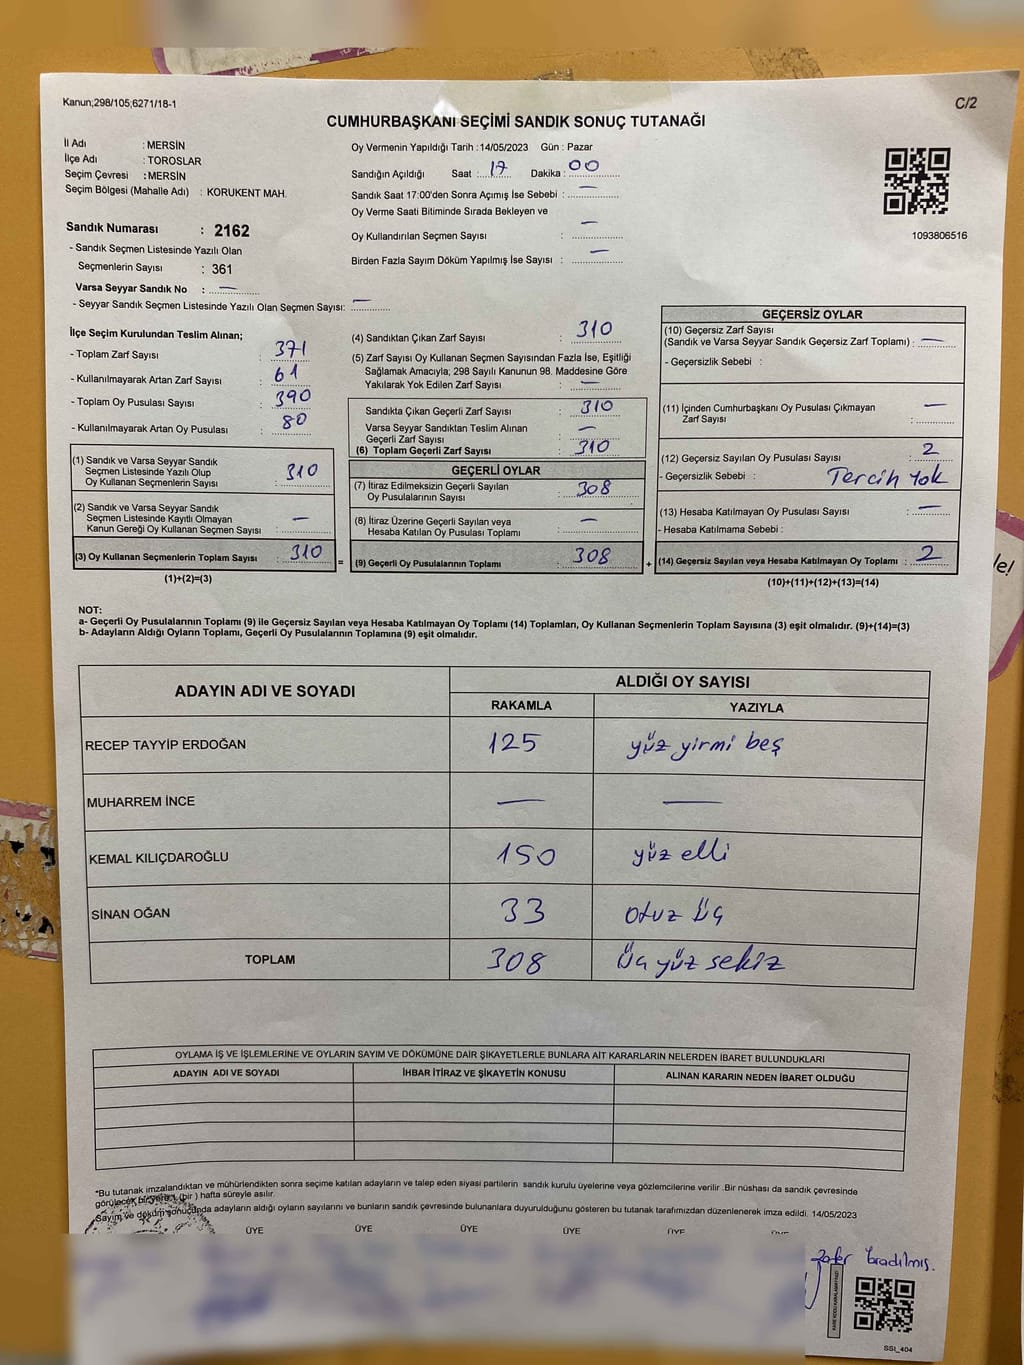 Kanun;298/105;6271/18-1
C/2
CUMHURBAŞKANI SEÇİMİ SANDIK SONUÇ TUTANAĞI
İl Adı : MERSİN
İlçe Adı : TOROSLAR
Seçim Çevresi : MERSİN
Seçim Bölgesi (Mahalle Adı) : KORUKENT MAH.
Oy Vermenin Yapıldığı Tarih : 14/05/2023 Gün : Pazar
Sandığın Açıldığı Saat : 17 Dakika : 00
Sandık Saat 17:00'den Sonra Açımış İse Sebebi : —
Oy Verme Saati Bitiminde Sırada Bekleyen ve
Oy Kullandırılan Seçmen Sayısı : —
Birden Fazla Sayım Döküm Yapılmış İse Sayısı : —
1093806516
Sandık Numarası : 2162
- Sandık Seçmen Listesinde Yazılı Olan
Seçmenlerin Sayısı : 361
Varsa Seyyar Sandık No : —
- Seyyar Sandık Seçmen Listesinde Yazılı Olan Seçmen Sayısı: —
İlçe Seçim Kurulundan Teslim Alınan;
- Toplam Zarf Sayısı : 371
- Kullanılmayarak Artan Zarf Sayısı : 61
- Toplam Oy Pusulası Sayısı : 390
- Kullanılmayarak Artan Oy Pusulası : 80
(1) Sandık ve Varsa Seyyar Sandık
Seçmen Listesinde Yazılı Olup
Oy Kullanan Seçmenlerin Sayısı : 310
(2) Sandık ve Varsa Seyyar Sandık
Seçmen Listesinde Kayıtlı Olmayan
Kanun Gereği Oy Kullanan Seçmen Sayısı : —
(3) Oy Kullanan Seçmenlerin Toplam Sayısı : 310
(1)+(2)=(3)
(4) Sandıktan Çıkan Zarf Sayısı : 310
(5) Zarf Sayısı Oy Kullanan Seçmen Sayısından Fazla İse, Eşitliği
Sağlamak Amacıyla; 298 Sayılı Kanunun 98. Maddesine Göre
Yakılarak Yok Edilen Zarf Sayısı : —
Sandıkta Çıkan Geçerli Zarf Sayısı : 310
Varsa Seyyar Sandıktan Teslim Alınan
Geçerli Zarf Sayısı : —
(6) Toplam Geçerli Zarf Sayısı : 310
GEÇERLİ OYLAR
(7) İtiraz Edilmeksizin Geçerli Sayılan
Oy Pusulalarının Sayısı : 308
(8) İtiraz Üzerine Geçerli Sayılan veya
Hesaba Katılan Oy Pusulası Toplamı : —
= (9) Geçerli Oy Pusulalarının Toplamı : 308
GEÇERSİZ OYLAR
(10) Geçersiz Zarf Sayısı
(Sandık ve Varsa Seyyar Sandık Geçersiz Zarf Toplamı) : —
- Geçersizlik Sebebi :
(11) İçinden Cumhurbaşkanı Oy Pusulası Çıkmayan
Zarf Sayısı : —
(12) Geçersiz Sayılan Oy Pusulası Sayısı : 2
- Geçersizlik Sebebi : Tercih Yok
(13) Hesaba Katılmayan Oy Pusulası Sayısı : —
- Hesaba Katılmama Sebebi :
+ (14) Geçersiz Sayılan veya Hesaba Katılmayan Oy Toplamı : 2
(10)+(11)+(12)+(13)=(14)
le!
NOT:
a- Geçerli Oy Pusulalarının Toplamı (9) ile Geçersiz Sayılan veya Hesaba Katılmayan Oy Toplamı (14) Toplamları, Oy Kullanan Seçmenlerin Toplam Sayısına (3) eşit olmalıdır. (9)+(14)=(3)
b- Adayların Aldığı Oyların Toplamı, Geçerli Oy Pusulalarının Toplamına (9) eşit olmalıdır.
ADAYIN ADI VE SOYADI ALDIĞI OY SAYISI
RAKAMLA YAZIYLA
RECEP TAYYİP ERDOĞAN 125 yüz yirmi beş
MUHARREM İNCE — —
KEMAL KILIÇDAROĞLU 150 yüz elli
SİNAN OĞAN 33 otuz üç
TOPLAM 308 Üç yüz sekiz
OYLAMA İŞ VE İŞLEMLERİNE VE OYLARIN SAYIM VE DÖKÜMÜNE DAİR ŞİKAYETLERLE BUNLARA AİT KARARLARIN NELERDEN İBARET BULUNDUKLARI
ADAYIN ADI VE SOYADI İHBAR İTİRAZ VE ŞİKAYETİN KONUSU ALINAN KARARIN NEDEN İBARET OLDUĞU
*Bu tutanak imzalandıktan ve mühürlendikten sonra seçime katılan adayların ve talep eden siyasi partilerin sandık kurulu üyelerine veya gözlemcilerine verilir .Bir nüshası da sandık çevresinde
görülecek bir yere 1 (bir ) hafta süreyle asılır.
Sayım ve döküm sonucunda adayların aldığı oyların sayılarını ve bunların sandık çevresinde bulunanlara duyurulduğunu gösteren bu tutanak tarafımızdan düzenlenerek imza edildi. 14/05/2023
ÜYE ÜYE ÜYE ÜYE ÜYE
SSI_404